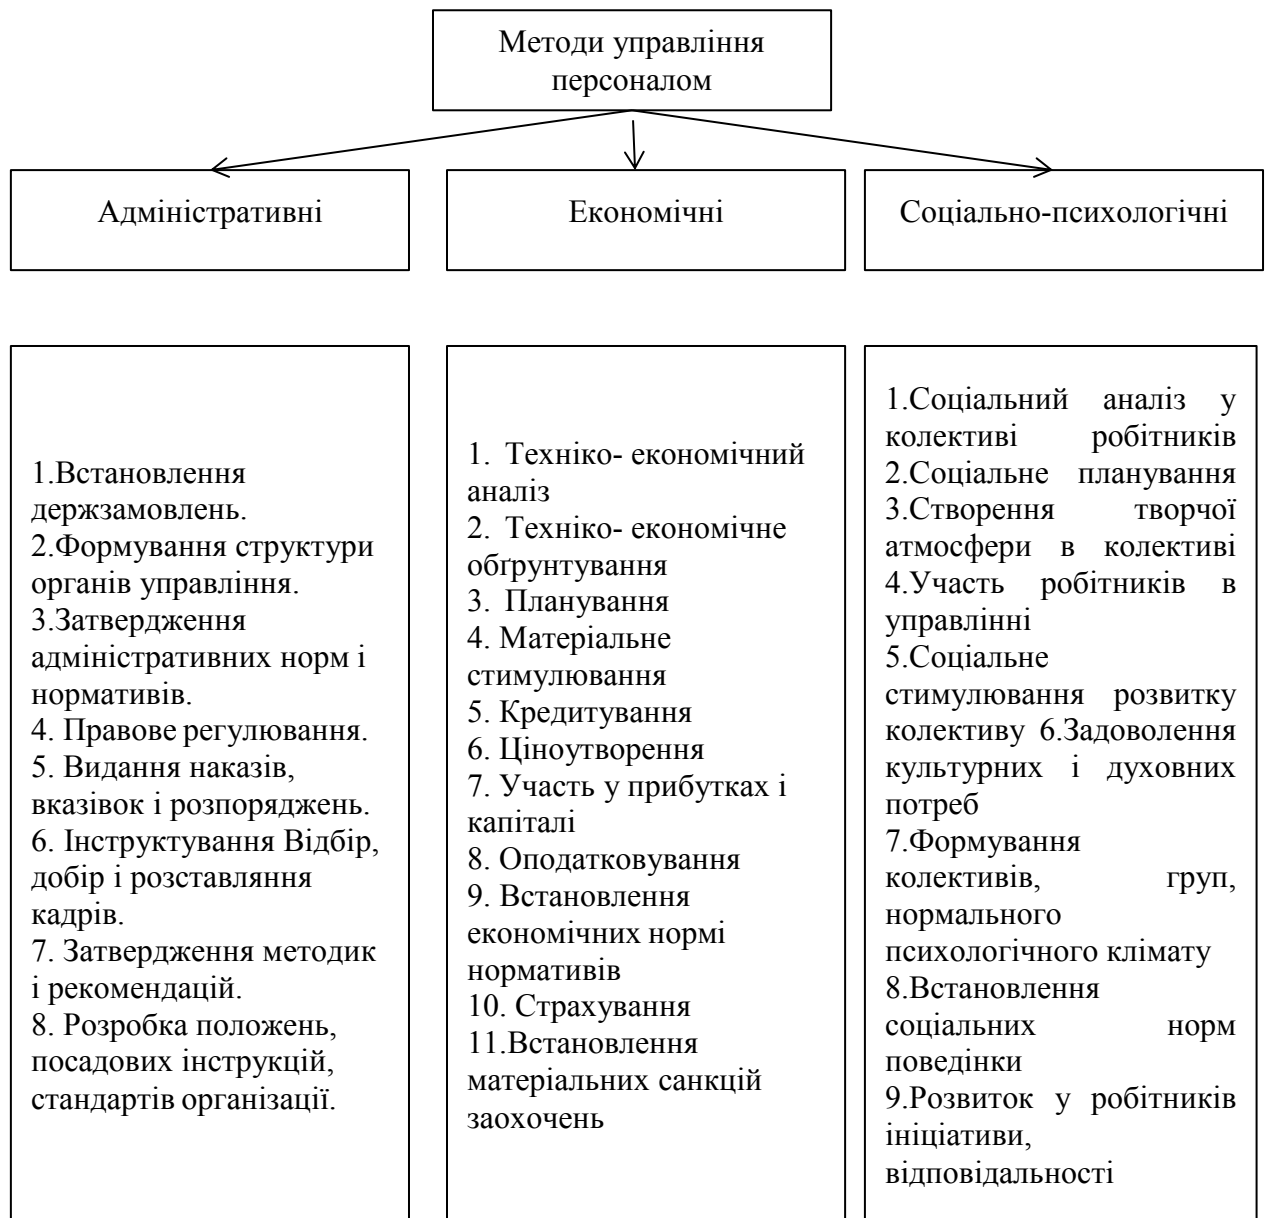 Методи управління
персоналом
Адміністративні
Економічні
Соціально-психологічні
1.Встановлення
держзамовлень.
2.Формування структури
органів управління.
3.Затвердження
адміністративних норм і
нормативів.
4. Правове регулювання.
5. Видання наказів,
вказівок і розпоряджень.
6. Інструктування Відбір,
добір і розставляння
кадрів.
7. Затвердження методик
і рекомендацій.
8. Розробка положень,
посадових інструкцій,
стандартів організації.
1. Техніко- економічний
аналіз
2. Техніко- економічне
обґрунтування
3. Планування
4. Матеріальне
стимулювання
5. Кредитування
6. Ціноутворення
7. Участь у прибутках і
капіталі
8. Оподатковування
9. Встановлення
економічних нормі
нормативів
10. Страхування
11.Встановлення
матеріальних санкцій
заохочень
1.Соціальний аналіз у
колективі робітників
2.Соціальне планування
3.Створення творчої
атмосфери в колективі
4.Участь робітників в
управлінні
5.Соціальне
стимулювання розвитку
колективу 6.Задоволення
культурних і духовних
потреб
7.Формування
колективів, груп,
нормального
психологічного клімату
8.Встановлення
соціальних норм
поведінки
9.Розвиток у робітників
ініціативи,
відповідальності